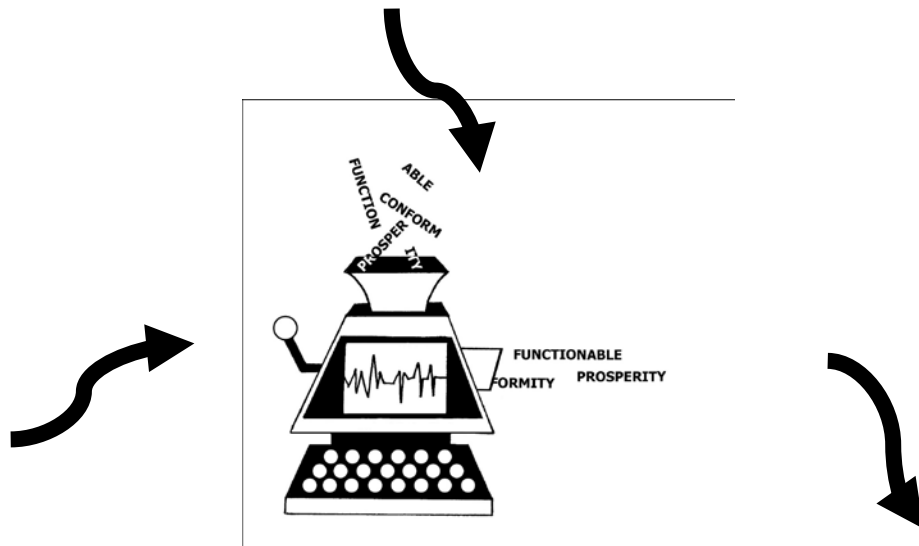 FUNCTION
ABLE
CONFORM
PROSPER
ITY
FUNCTIONABLE
FORMITY
PROSPERITY